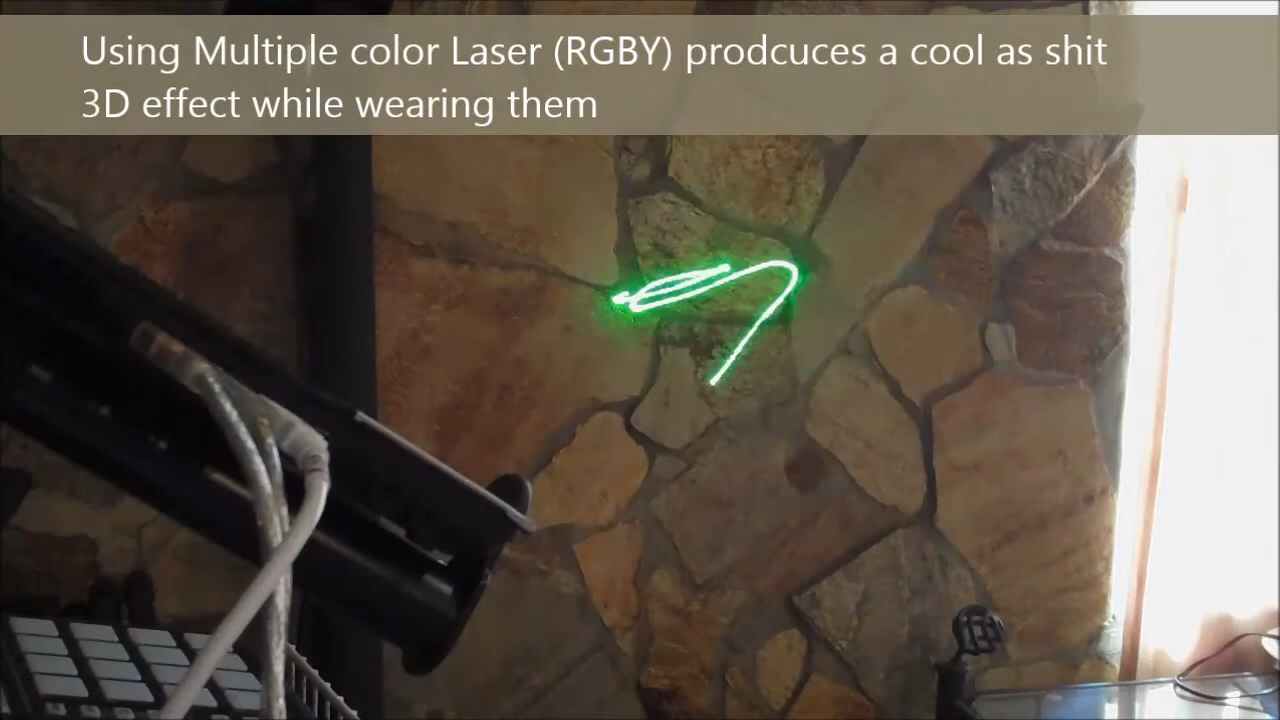 Using Multiple color Laser (RGBY) prodcuces a cool as shit
3D effect while wearing them